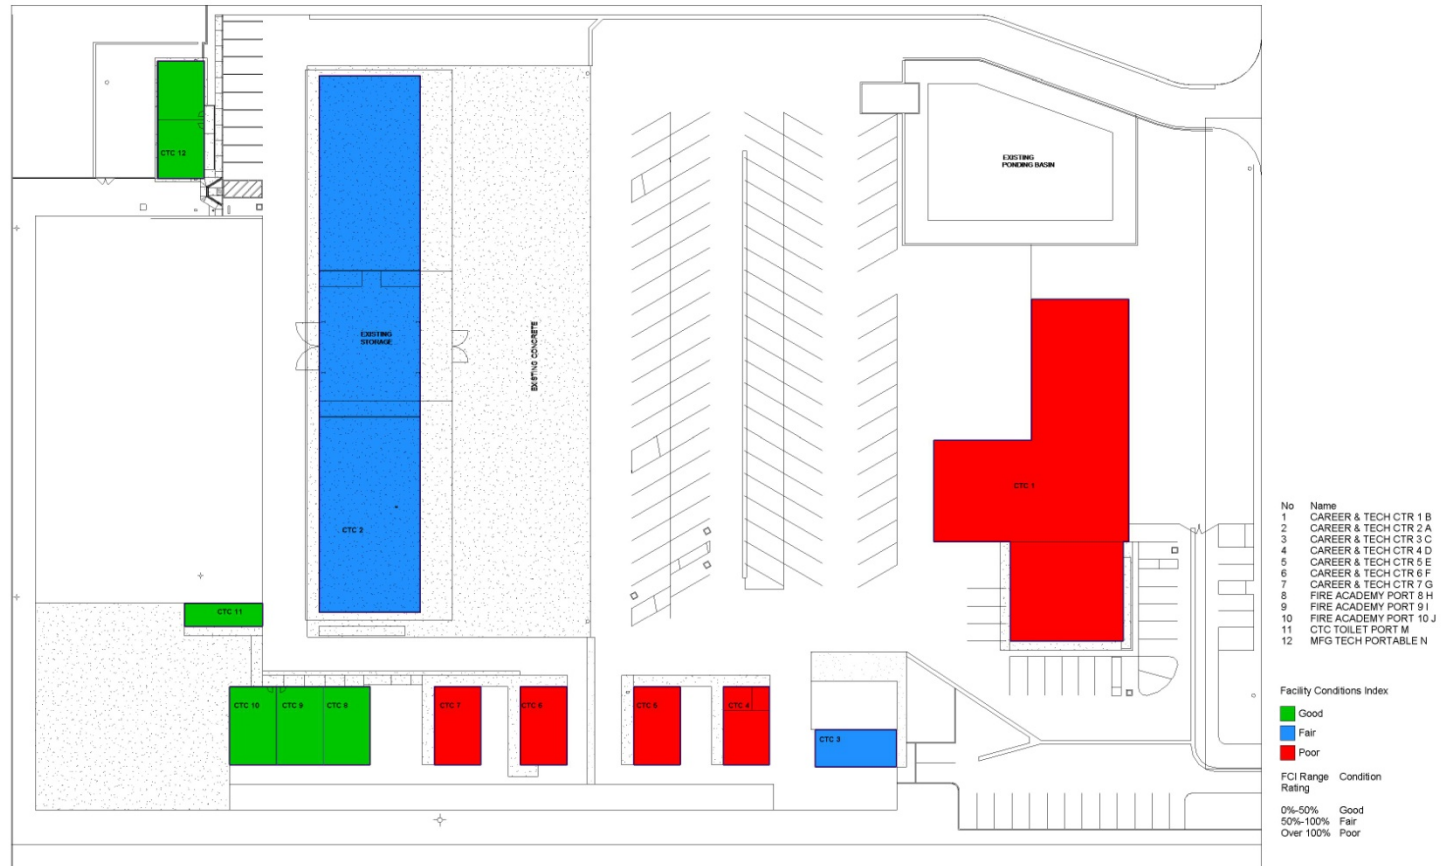 CTC 12
EXISTING
PONDING BASIN
EXISTING
STORAGE
EXISTING CONCRETE
CTC 1
CTC 2
CTC 11
CTC 10
CTC 9
CTC 8
CTC 7
CTC 6
CTC 5
CTC 4
CTC 3
No Name
1 CAREER & TECH CTR 1 B
2 CAREER & TECH CTR 2 A
3 CAREER & TECH CTR 3 C
4 CAREER & TECH CTR 4 D
5 CAREER & TECH CTR 5 E
6 CAREER & TECH CTR 6 F
7 CAREER & TECH CTR 7 G
8 FIRE ACADEMY PORT 8 H
9 FIRE ACADEMY PORT 9 I
10 FIRE ACADEMY PORT 10 J
11 CTC TOILET PORT M
12 MFG TECH PORTABLE N
Facility Conditions Index
Good
Fair
Poor
FCI Range Condition
Rating
0%-50% Good
50%-100% Fair
Over 100% Poor